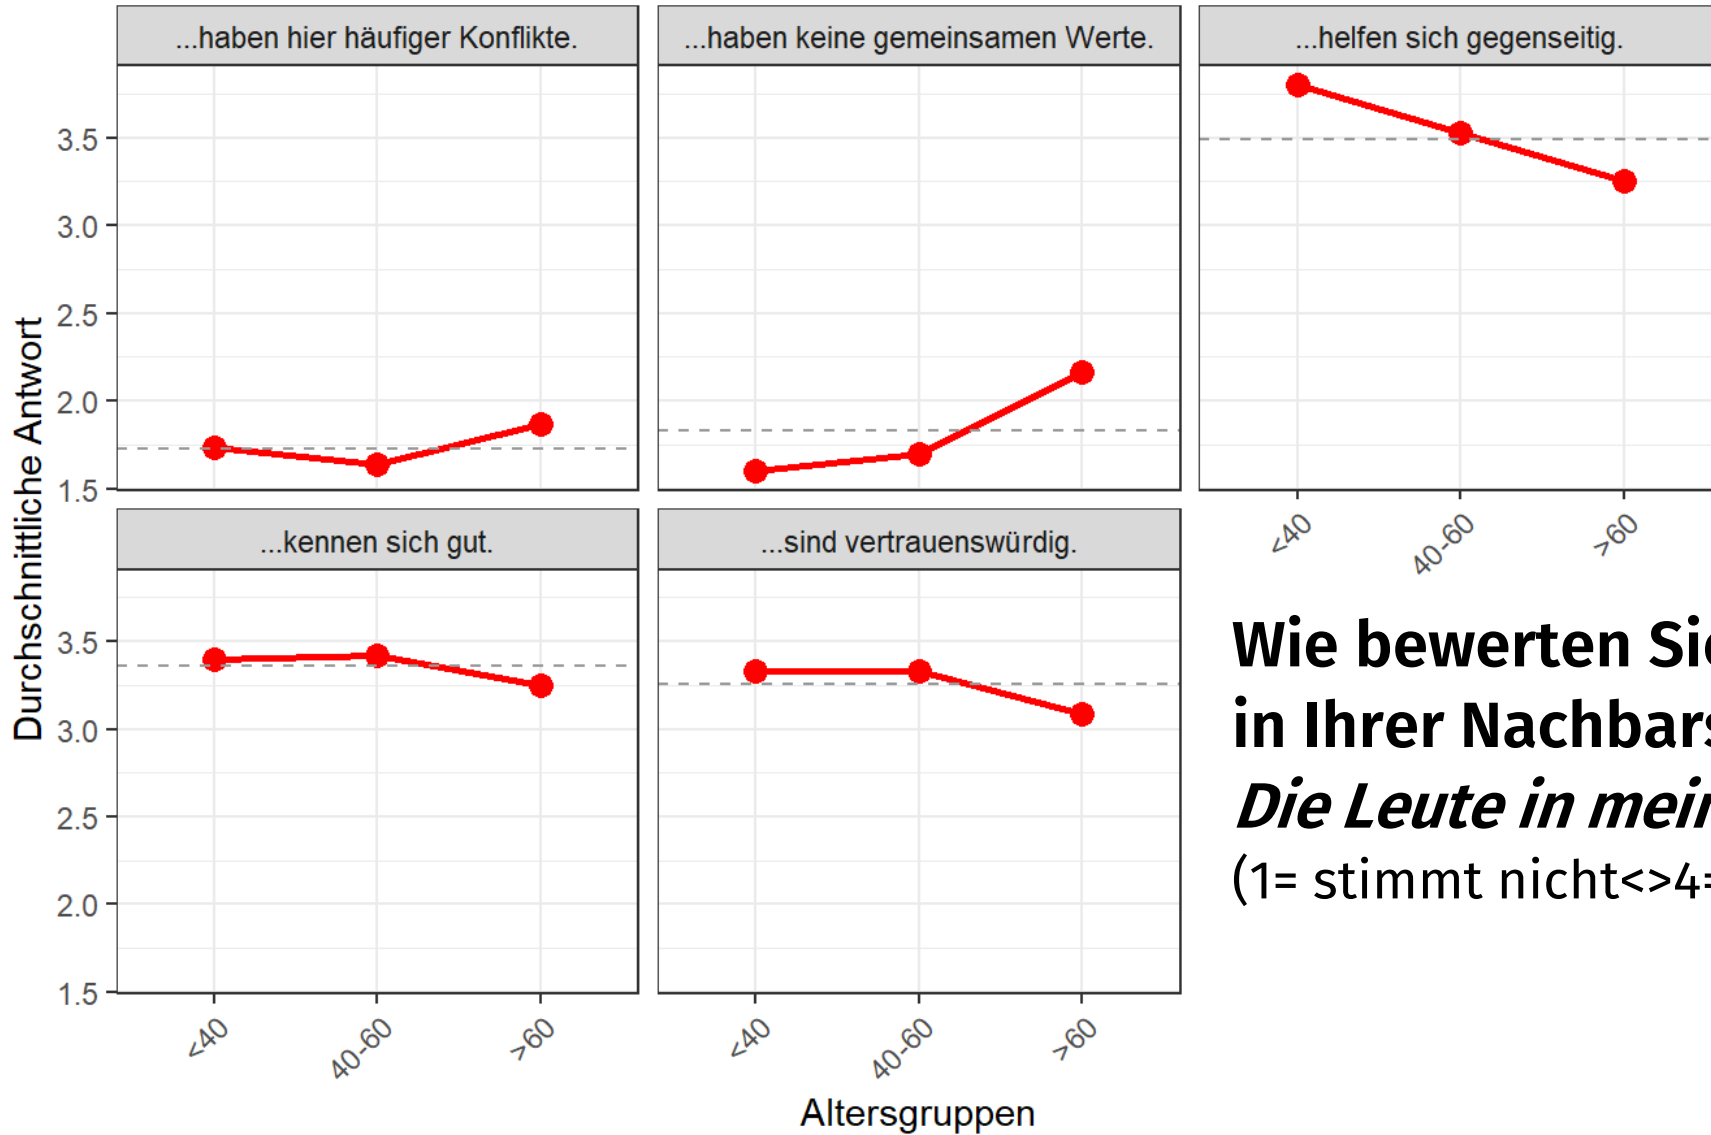 ...haben hier häufiger Konflikte.
...haben keine gemeinsamen Werte.
...helfen sich gegenseitig.
3.5
3.0
2.5
2.0
1.5
<40
40-60
>60
...kennen sich gut.
...sind vertrauenswürdig.
3.5
3.0
2.5
2.0
1.5
<40
40-60
>60
<40
40-60
>60
Durchschnittliche Antwort
Altersgruppen
Wie bewerten Sie
in Ihrer Nachbars
Die Leute in mein
(1= stimmt nicht<>4=